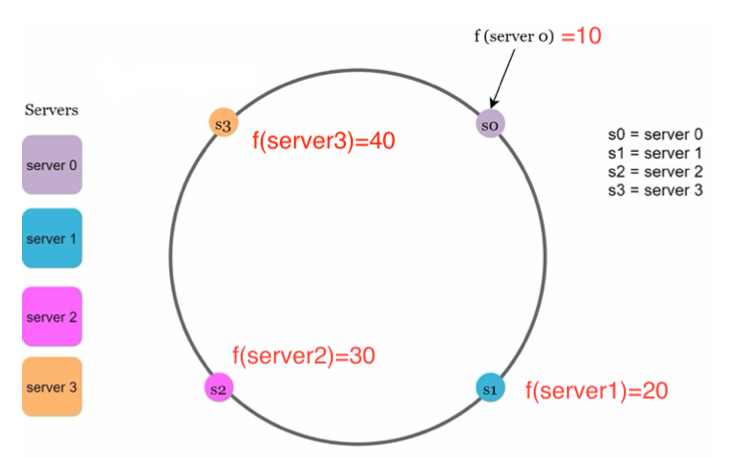 f (server 0) =10
Servers
server 0
server 1
server 2
server 3
s3
f(server3)=40
s0
s0 = server 0
s1 = server 1
s2 = server 2
s3 = server 3
f(server2)=30
s2
s1
f(server1)=20